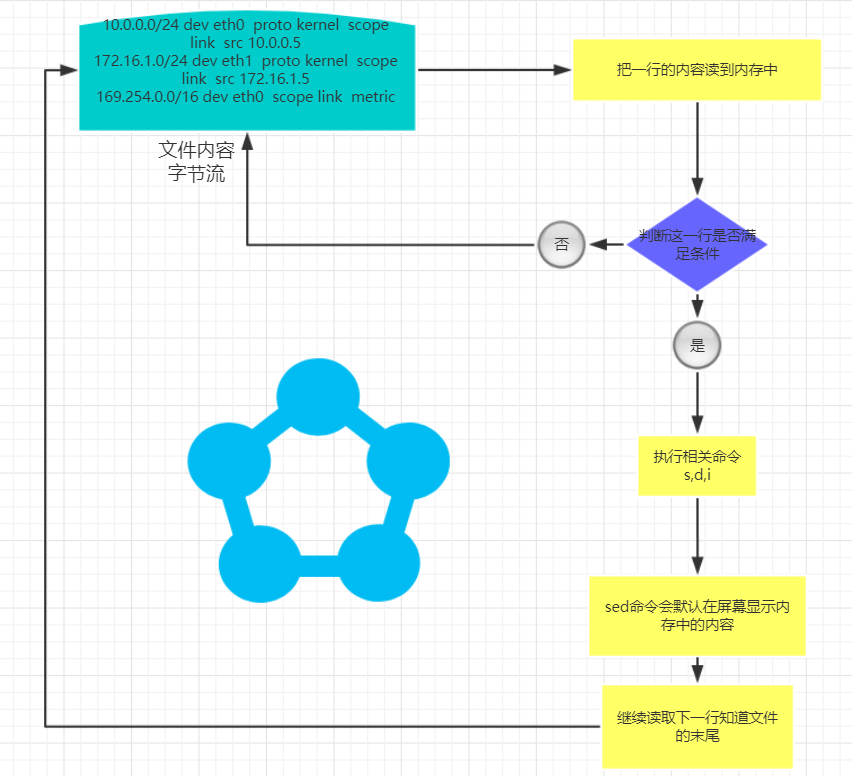 10.0.0.0/24 dev eth0  proto kernel  scope
link  src 10.0.0.5
172.16.1.0/24 dev eth1  proto kernel  scope
link  src 172.16.1.5
169.254.0.0/16 dev eth0  scope link  metric
文件内容
字节流
把一行的内容读到内存中
判断这一行是否满
足条件
否
是
执行相关命令
s,d,i
sed命令会默认在屏幕显示内
存中的内容
继续读取下一行知道文件
的末尾